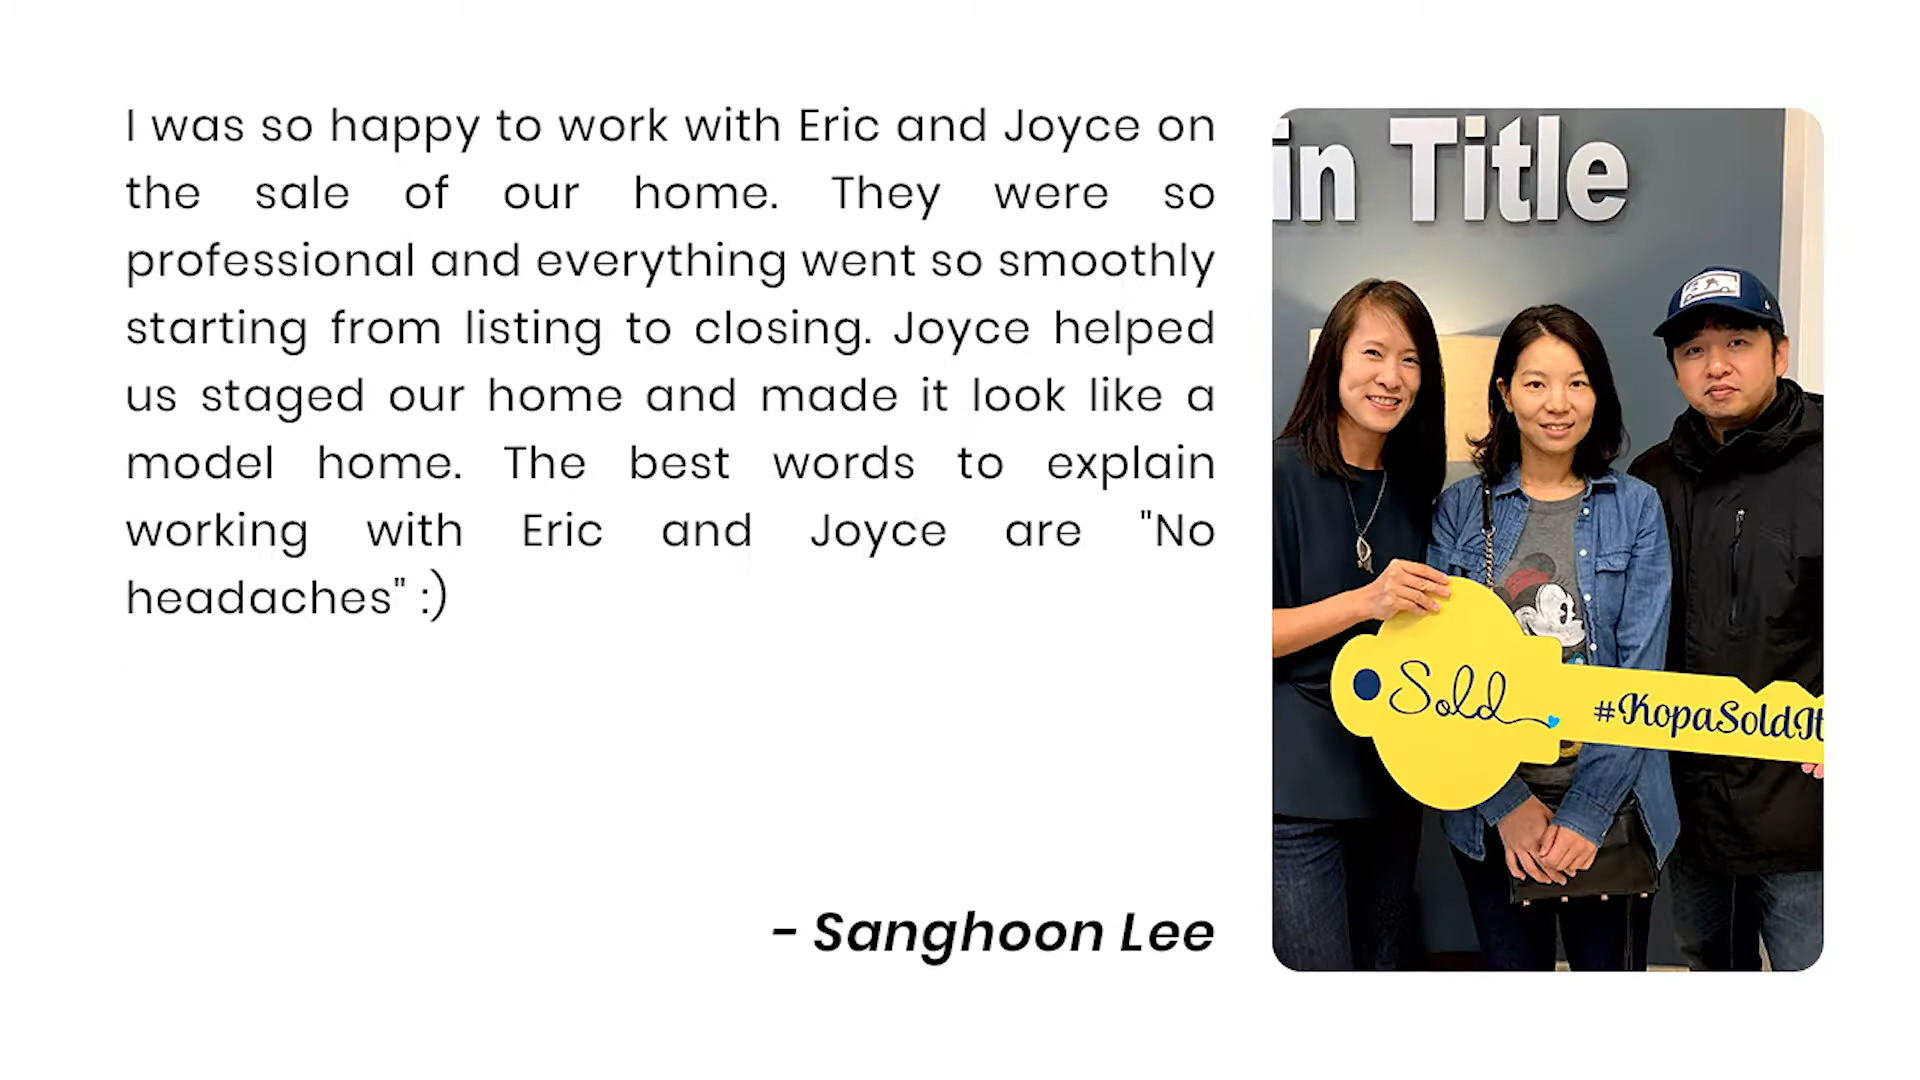 I was so happy to work with Eric and Joyce on
the sale of our home. They were so
professional and everything went so smoothly
starting from listing to closing. Joyce helped
us staged our home and made it look like a
model home. The best words to explain
working with Eric and Joyce are "No
headaches" :)
- Sanghoon Lee
in Title
Sold
#KopaSoldIt